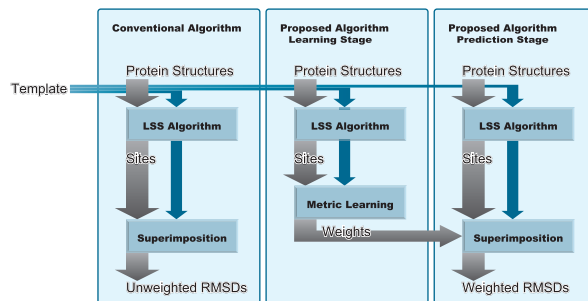 Conventional Algorithm
Proposed Algorithm
Learning Stage
Proposed Algorithm
Prediction Stage
Protein Structures
Protein Structures
Protein Structures
Template
LSS Algorithm
LSS Algorithm
LSS Algorithm
Sites
Sites
Sites
Metric Learning
Weights
Superimposition
Superimposition
Unweighted RMSDs
Weighted RMSDs